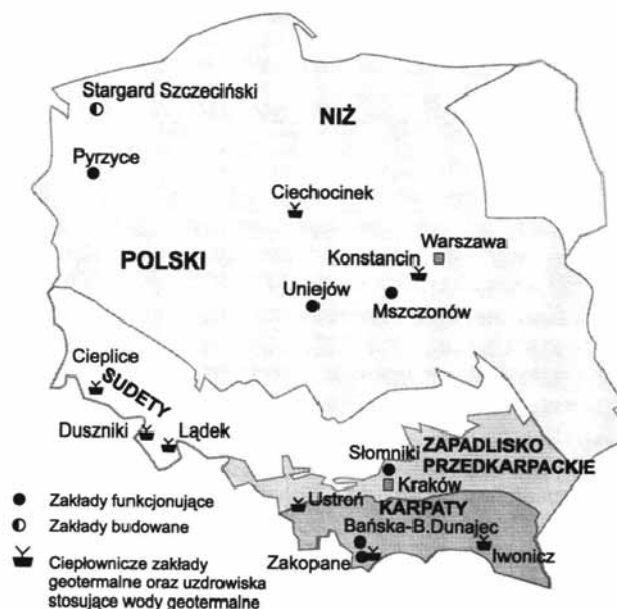 Stargard Szczeciński
NIŻ
Pyrzyce
Ciechocinek
POLSKI
Konstancin
Warszawa
Uniejów
Mszczonów
Cieplice
SUDETY
Duszniki
Lądek
Słomniki
ZAPADLISKO
PRZEDKARPACKIE
Kraków
Ustroń
KARPATY
Bańska-B.Dunajec
Zakopane
Iwonicz
Zakłady funkcjonujące
Zakłady budowane
Ciepłownicze zakłady
geotermalne oraz uzdrowiska
stosujące wody geotermalne